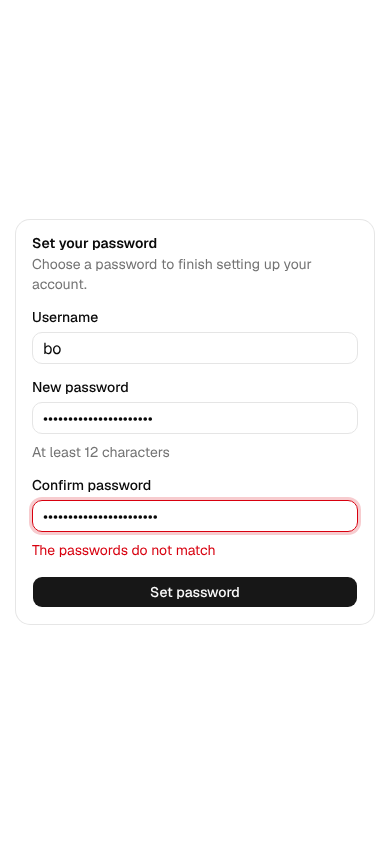 Set your password
Choose a password to finish setting up your
account.
Username
bo
New password
••••••••••••••••••••••
At least 12 characters
Confirm password
•••••••••••••••••••••••
The passwords do not match
Set password